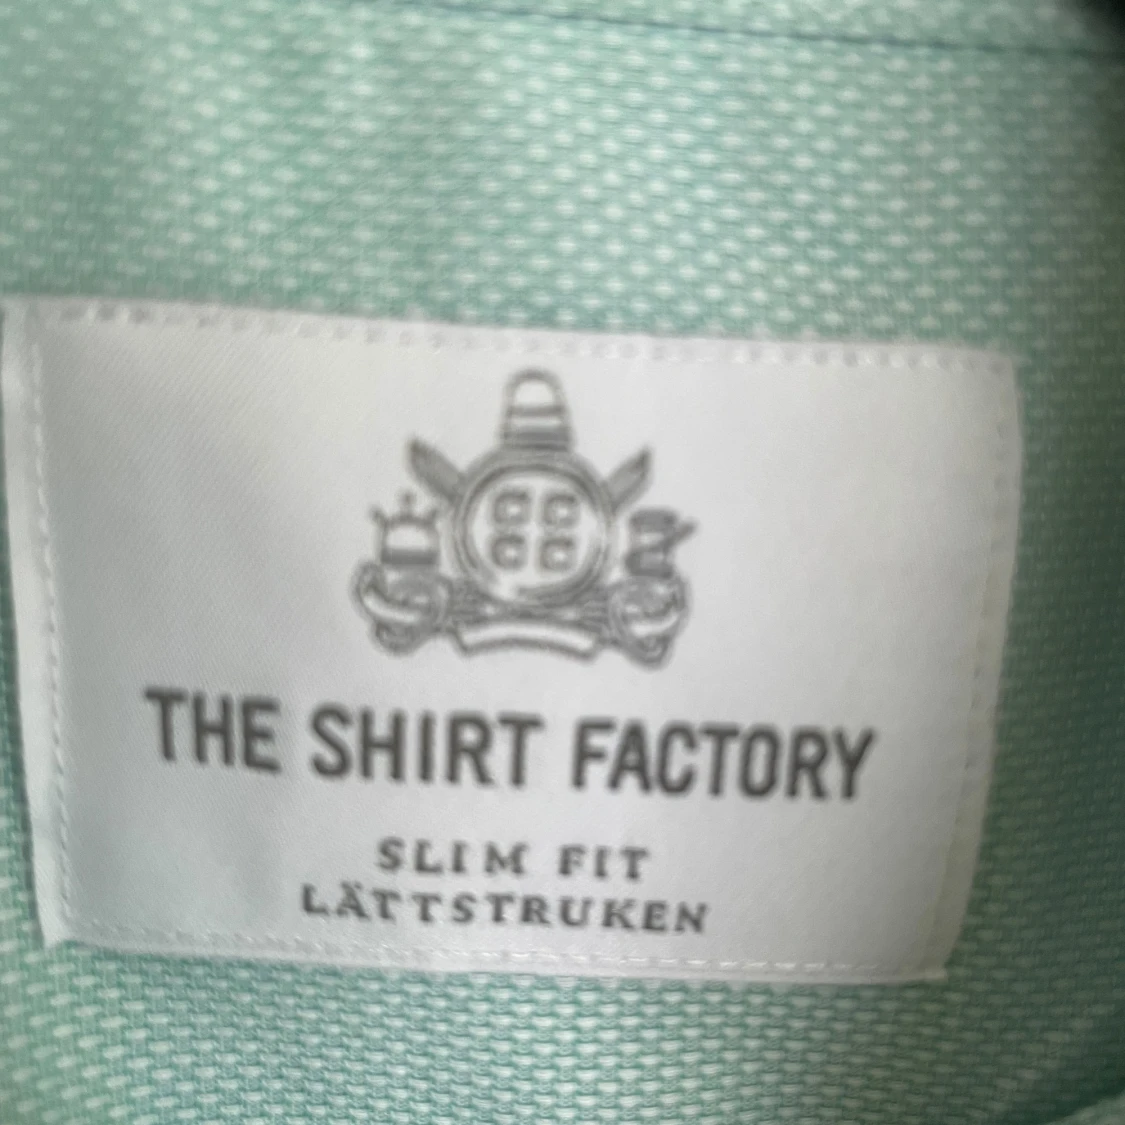 THE SHIRT FACTORY
SLIM FIT
LÄTTSTRUKEN